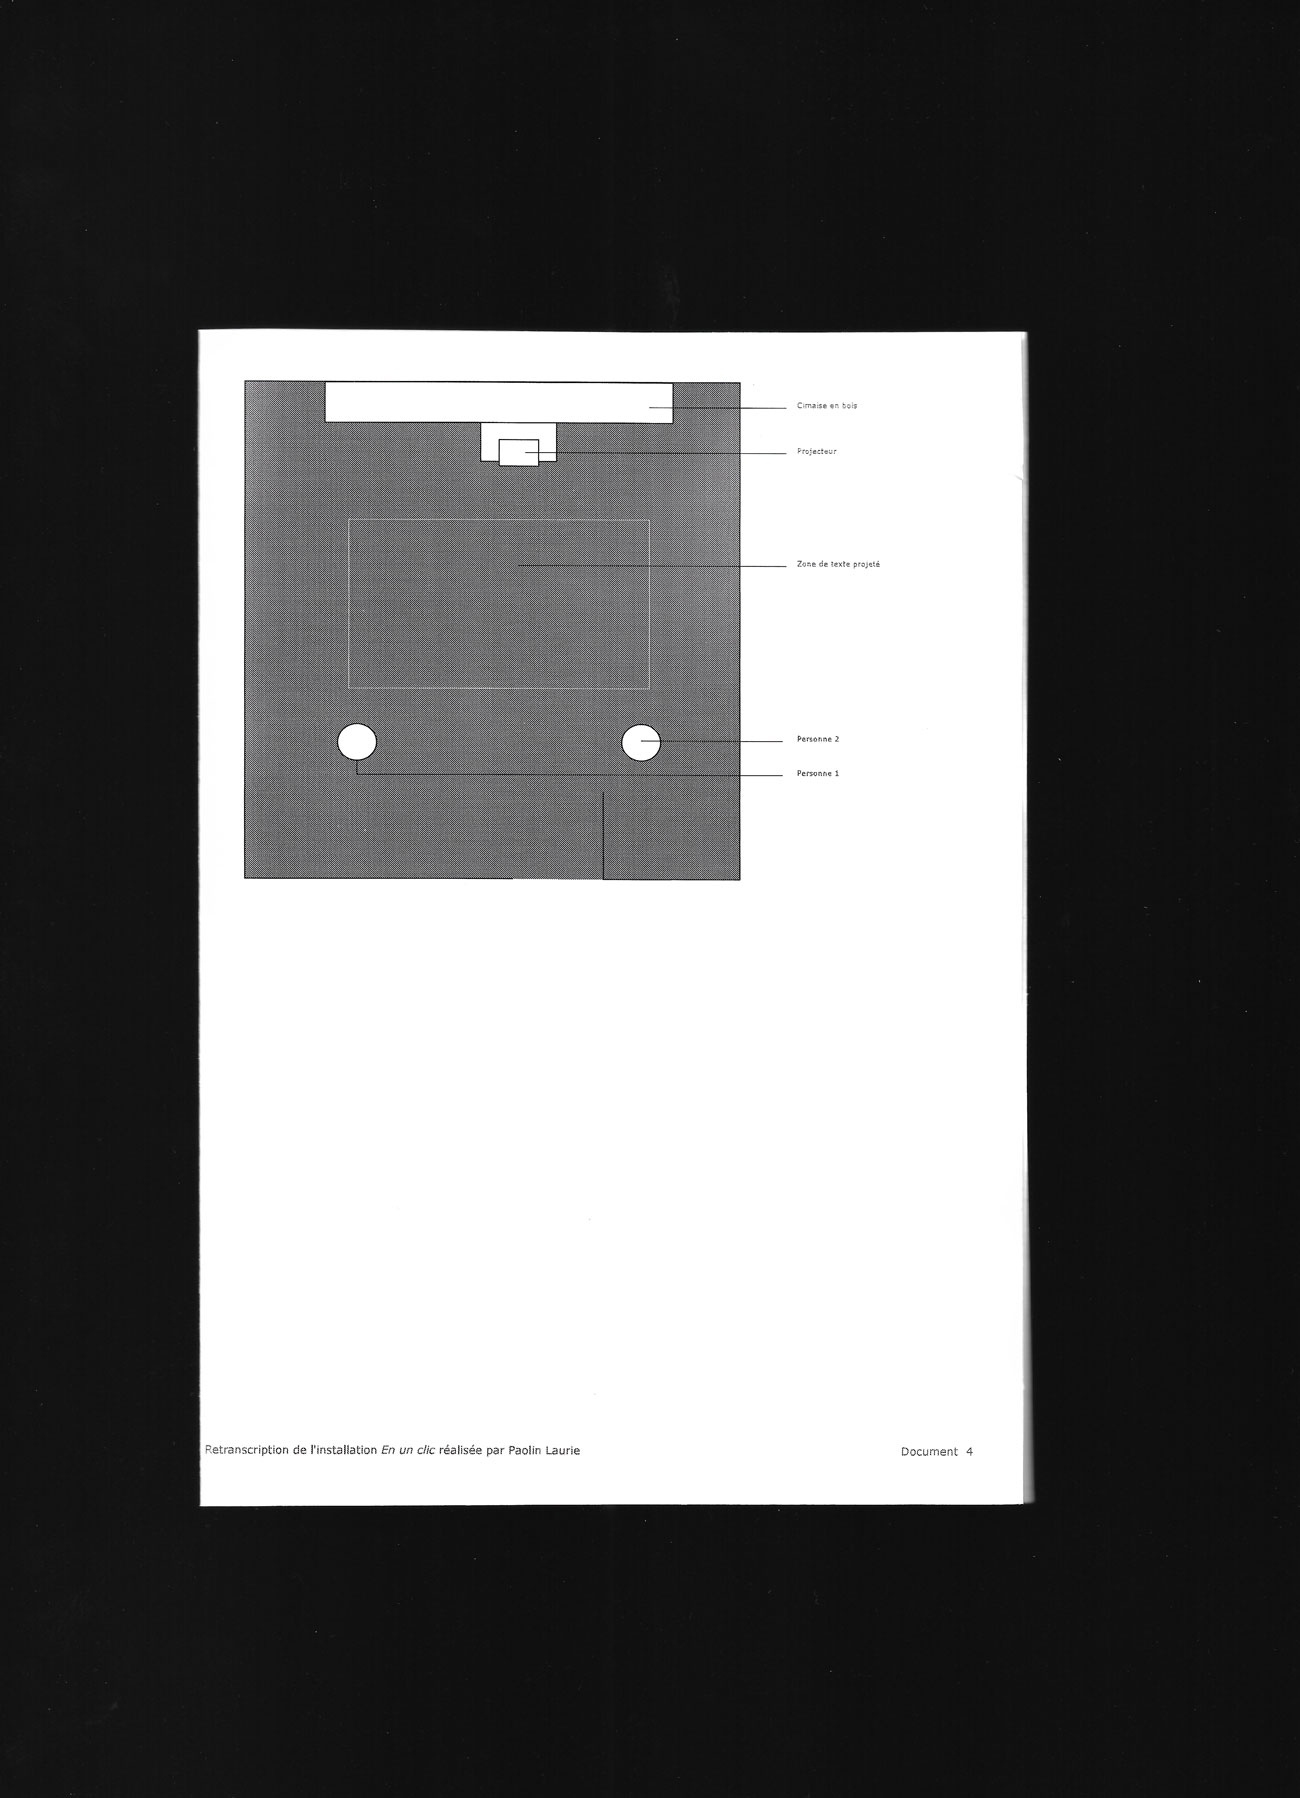 Cimaise en bois
Projecteur
Zone de texte projeté
Personne 2
Personne 1
Retranscription de l'installation En un clic réalisée par Paolin Laurie
Document 4